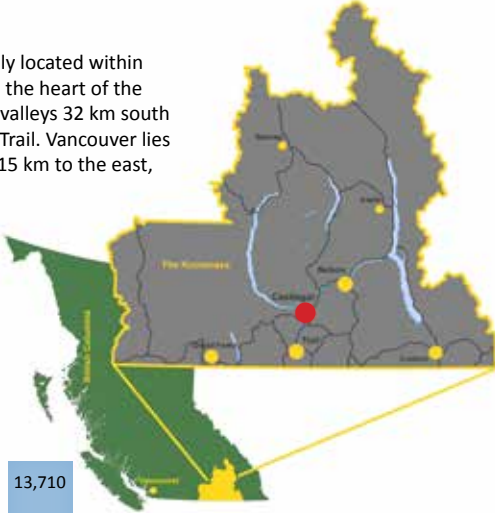 ly located within
the heart of the
valleys 32 km south
Trail. Vancouver lies
15 km to the east,
The Kootenays
Nelson
Castlegar
Trail
British Columbia
Vancouver
13,710